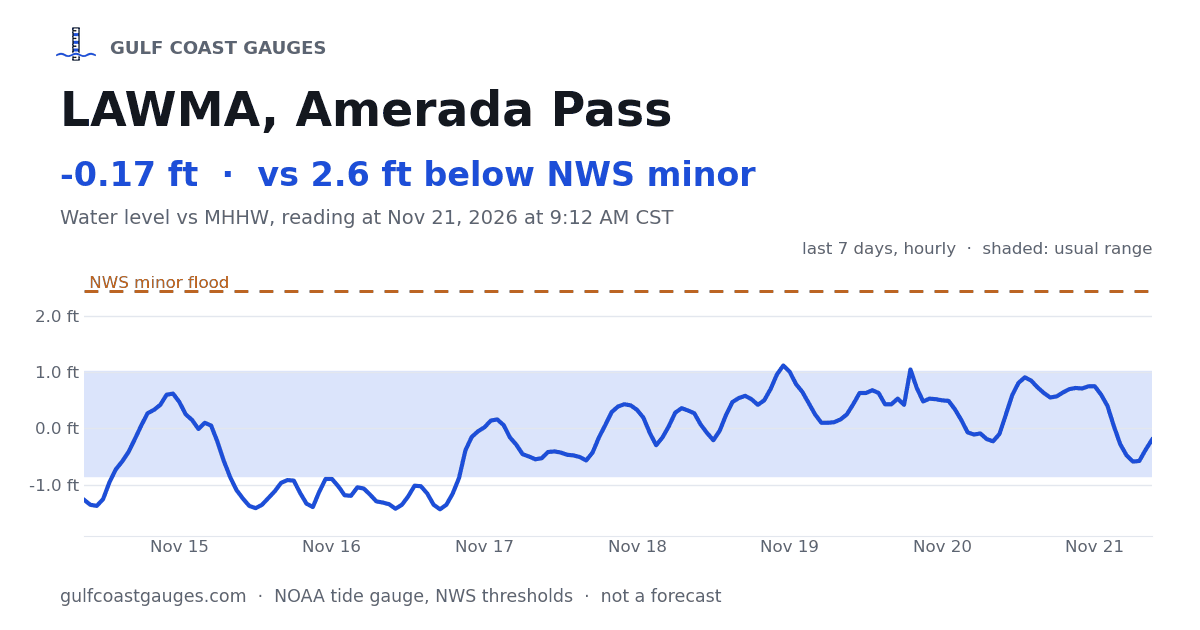 GULF COAST GAUGES
LAWMA, Amerada Pass
-0.17 ft · vs 2.6 ft below NWS minor
Water level vs MHHW, reading at Nov 21, 2026 at 9:12 AM CST
last 7 days, hourly · shaded: usual range
NWS minor flood
2.0 ft
1.0 ft
0.0 ft
-1.0 ft
Nov 15 Nov 16 Nov 17 Nov 18 Nov 19 Nov 20 Nov 21
gulfcoastgauges.com · NOAA tide gauge, NWS thresholds · not a forecast